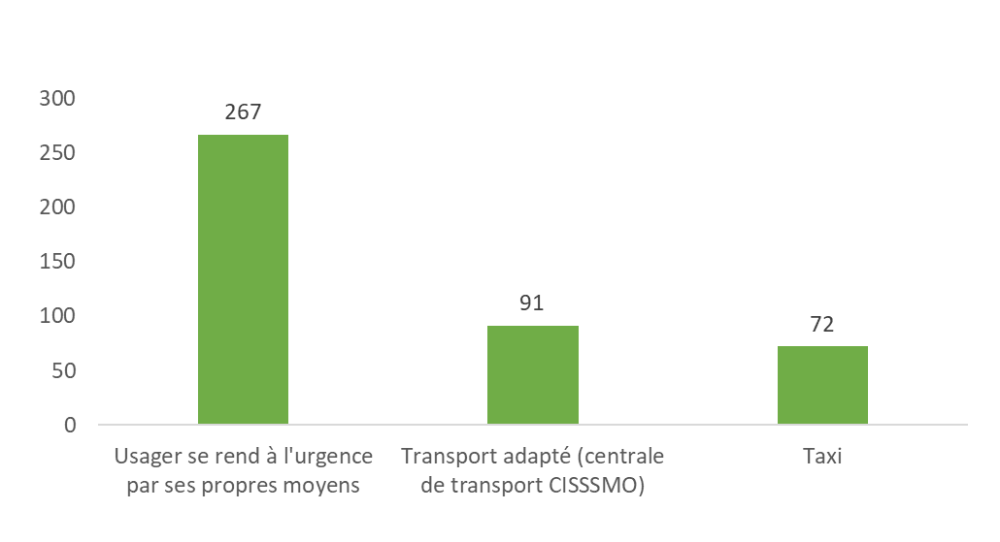 300
250
200
150
100
50
0
267
91
72
Usager se rend à l'urgence
par ses propres moyens
Transport adapté (centrale
de transport CISSSMO)
Taxi